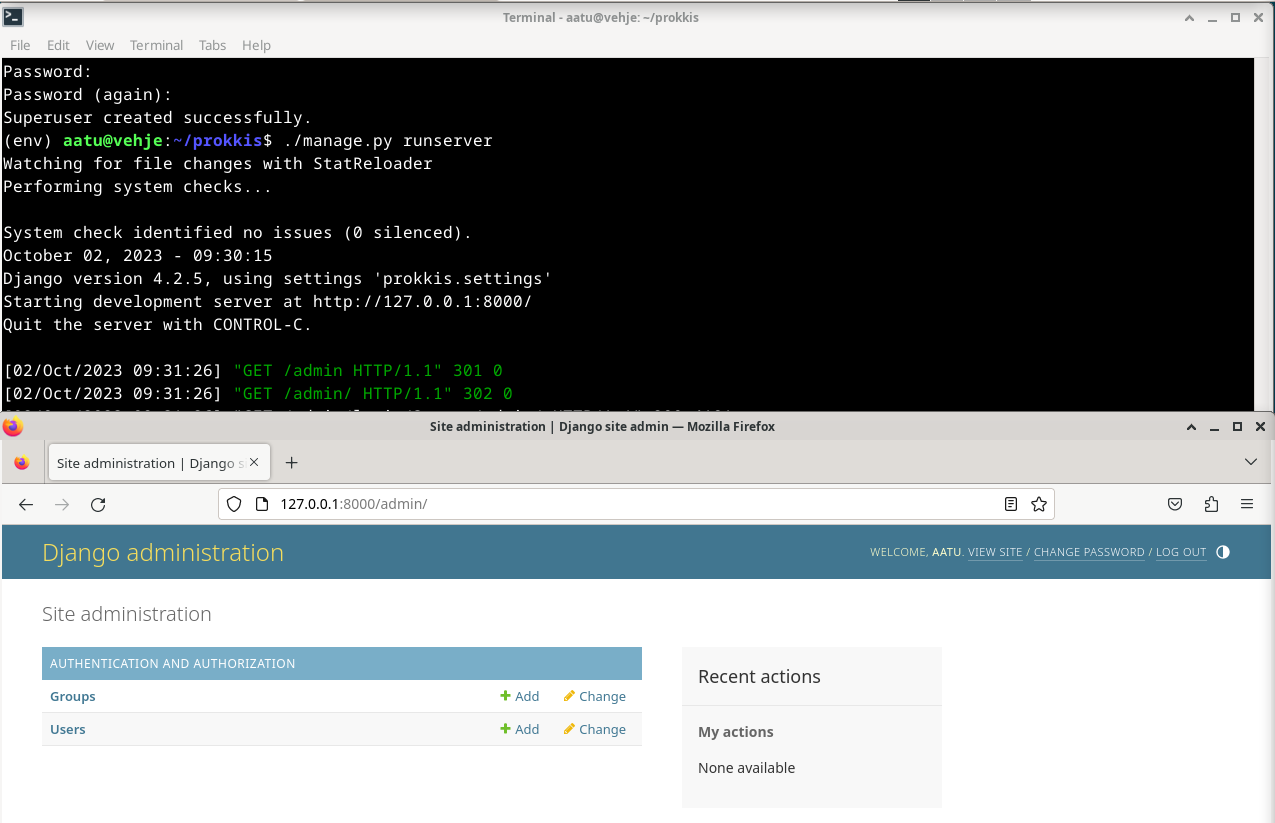 Terminal - aatu@vehje: ~/prokkis
File Edit View Terminal Tabs Help
Password:
Password (again):
Superuser created successfully.
(env) aatu@vehje:~/prokkis$ ./manage.py runserver
Watching for file changes with StatReloader
Performing system checks...
System check identified no issues (0 silenced).
October 02, 2023 - 09:30:15
Django version 4.2.5, using settings 'prokkis.settings'
Starting development server at http://127.0.0.1:8000/
Quit the server with CONTROL-C.
[02/Oct/2023 09:31:26] "GET /admin HTTP/1.1" 301 0
[02/Oct/2023 09:31:26] "GET /admin/ HTTP/1.1" 302 0
Site administration | Django site admin — Mozilla Firefox
Site administration | Django s
127.0.0.1:8000/admin/
Django administration
WELCOME, AATU. VIEW SITE / CHANGE PASSWORD / LOG OUT
Site administration
AUTHENTICATION AND AUTHORIZATION
Groups Add Change
Users Add Change
Recent actions
My actions
None available